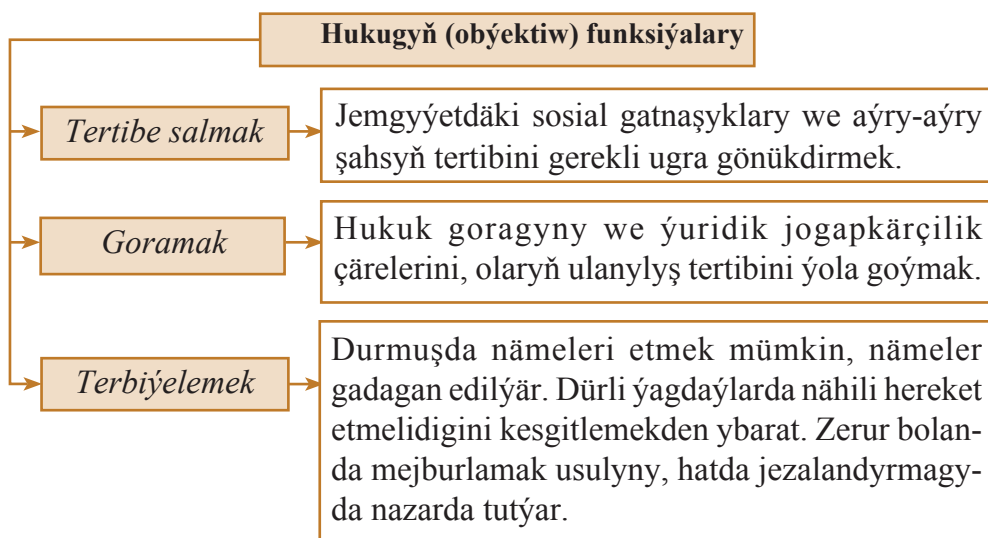 Hukugyň (obýektiw) funksiýalary
Tertibe salmak
Jemgyýetdäki sosial gatnaşyklary we aýry-aýry
şahsyň tertibini gerekli ugra gönükdirmek.
Goramak
Hukuk goragyny we ýuridik jogapkärçilik
çärelerini, olaryň ulanylyş tertibini ýola goýmak.
Terbiýelemek
Durmuşda nämeleri etmek mümkin, nämeler
gadagan edilýär. Dürli ýagdaýlarda nähili hereket
etmelidigini kesgitlemekden ybarat. Zerur bolan-
da mejburlamak usulyny, hatda jezalandyrmagy-
da nazarda tutýar.